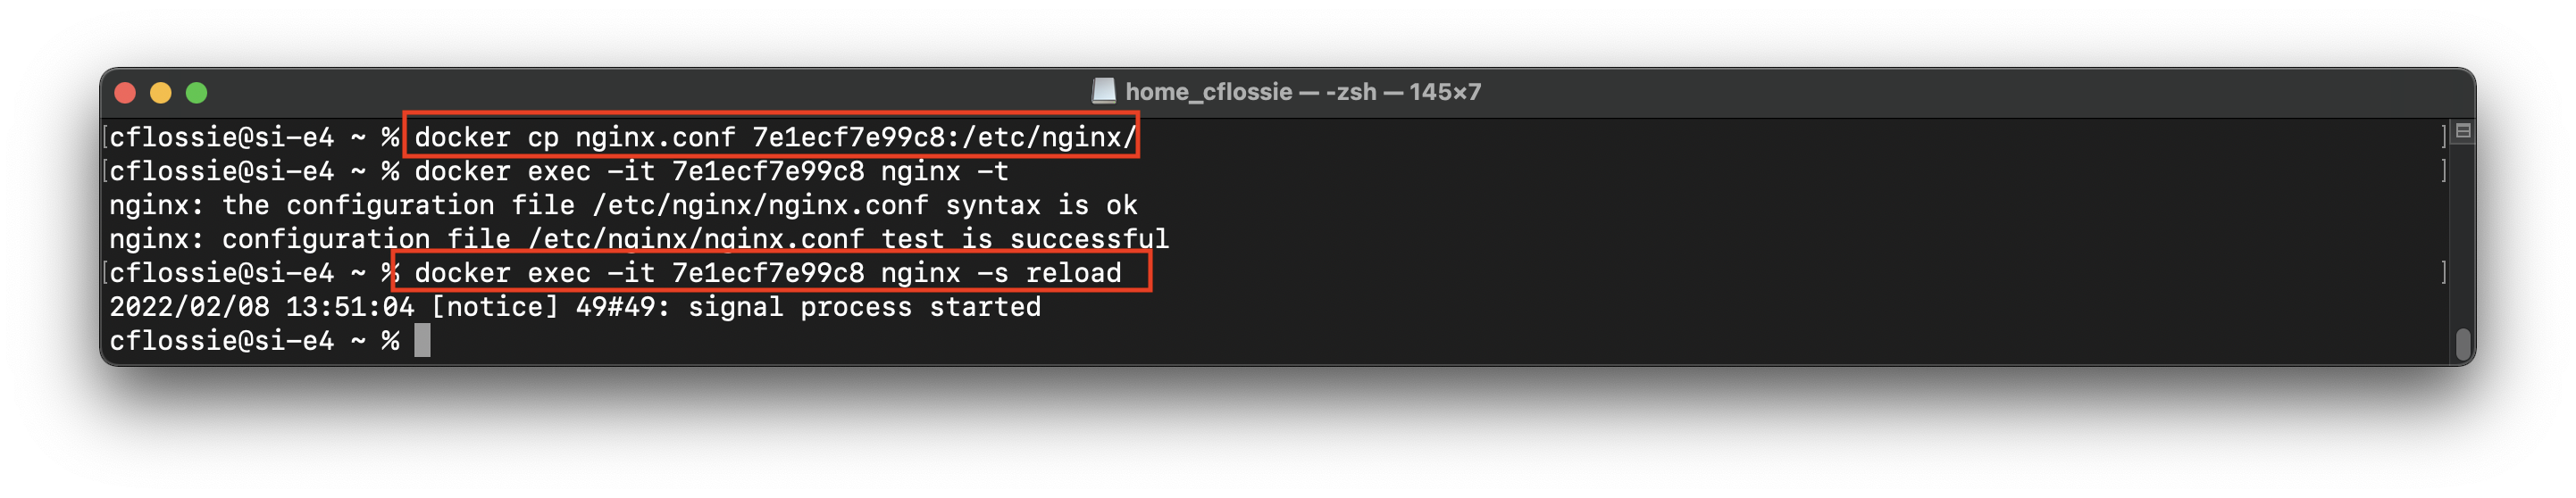 home_cflossie — -zsh — 145×7
[cflossie@si-e4 ~ % docker cp nginx.conf 7e1ecf7e99c8:/etc/nginx/ ]
[cflossie@si-e4 ~ % docker exec -it 7e1ecf7e99c8 nginx -t ]
nginx: the configuration file /etc/nginx/nginx.conf syntax is ok
nginx: configuration file /etc/nginx/nginx.conf test is successful
[cflossie@si-e4 ~ % docker exec -it 7e1ecf7e99c8 nginx -s reload ]
2022/02/08 13:51:04 [notice] 49#49: signal process started
cflossie@si-e4 ~ %